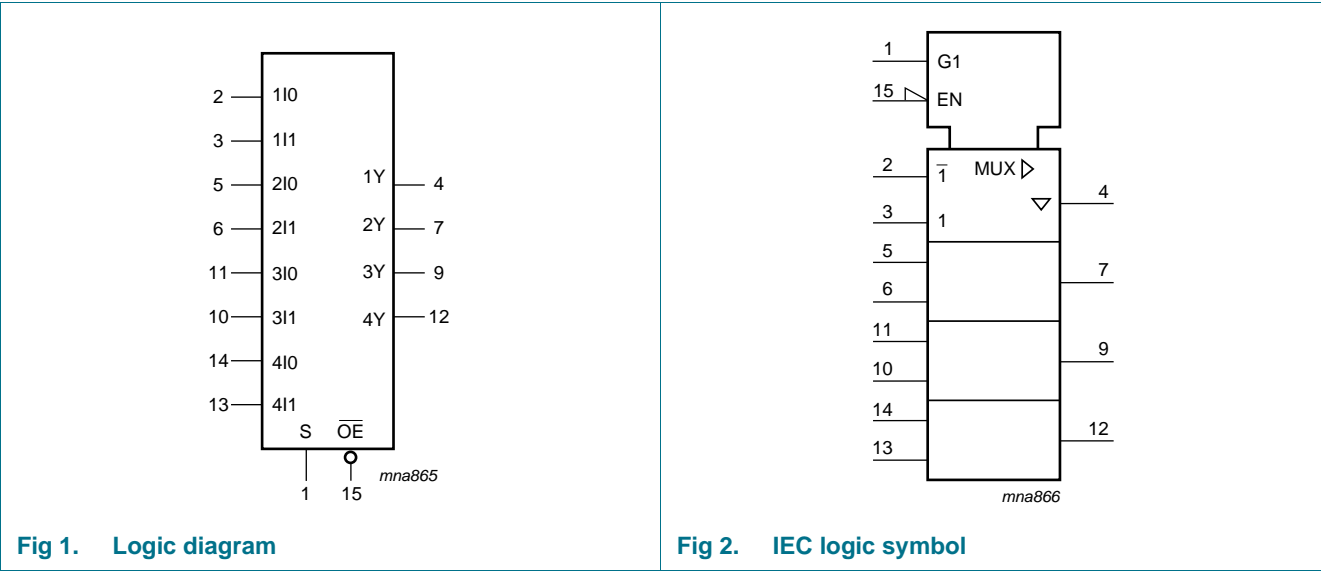 2 1I0
3 1I1
5 2I0 1Y 4
6 2I1 2Y 7
11 3I0 3Y 9
10 3I1 4Y 12
14 4I0
13 4I1
S O̅E̅
mna865
1 15
Fig 1. Logic diagram
1 G1
15 EN
2 1̅ MUX
4
3 1
5
7
6
11
9
10
14
12
13
mna866
Fig 2. IEC logic symbol